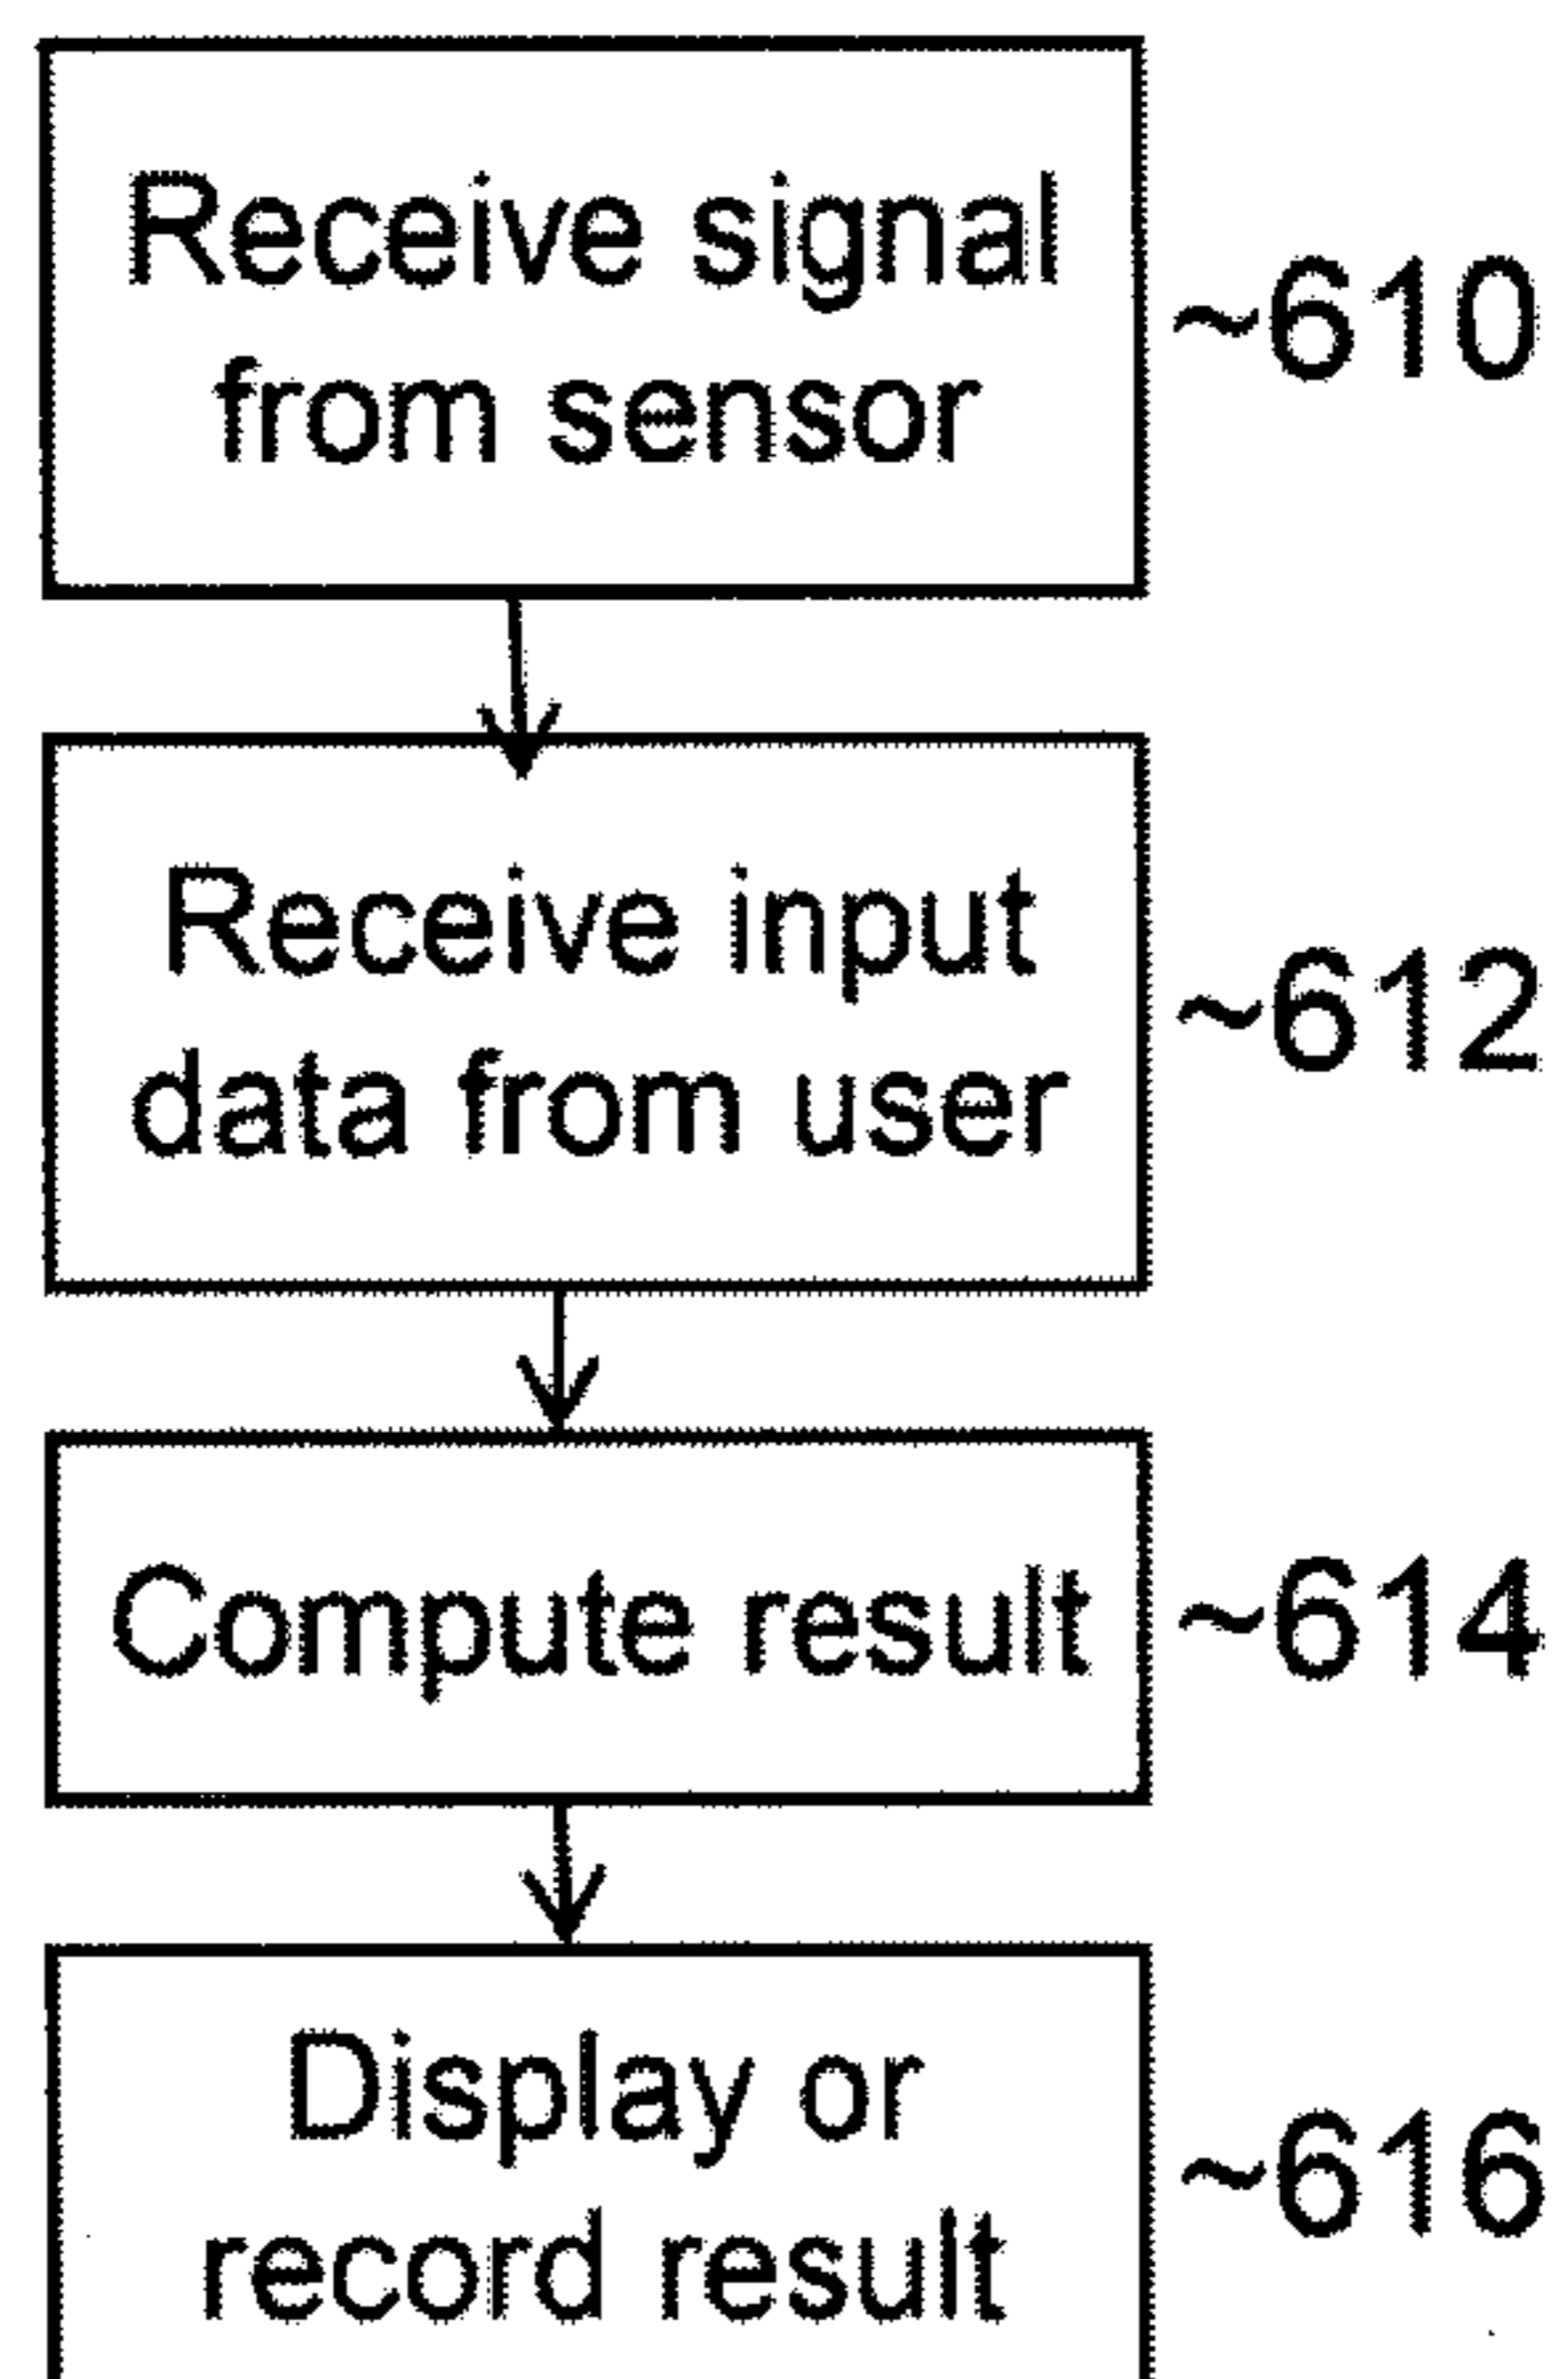 Receive signal
from sensor
~610
Receive input
data from user
~612
Compute result
~614
Display or
record result
~616